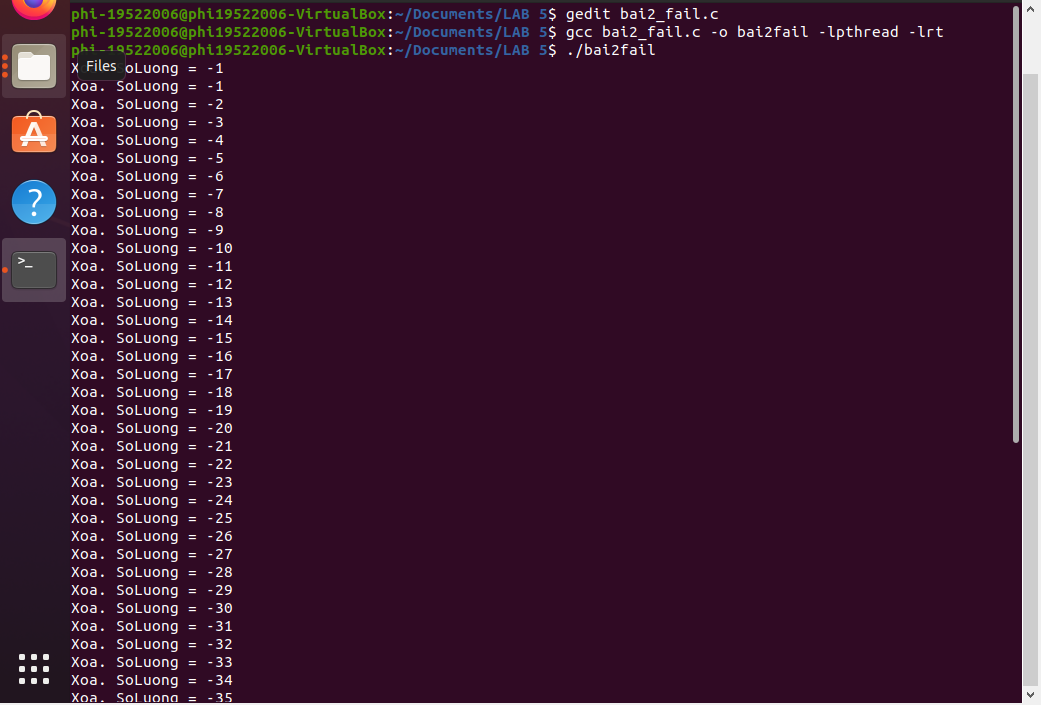 phi-19522006@phi19522006-VirtualBox:~/Documents/LAB 5$ gedit bai2_fail.c
phi-19522006@phi19522006-VirtualBox:~/Documents/LAB 5$ gcc bai2_fail.c -o bai2fail -lpthread -lrt
phi-19522006@phi19522006-VirtualBox:~/Documents/LAB 5$ ./bai2fail
Files
SoLuong = -1
Xoa. SoLuong = -1
Xoa. SoLuong = -2
Xoa. SoLuong = -3
Xoa. SoLuong = -4
Xoa. SoLuong = -5
Xoa. SoLuong = -6
Xoa. SoLuong = -7
Xoa. SoLuong = -8
Xoa. SoLuong = -9
Xoa. SoLuong = -10
Xoa. SoLuong = -11
Xoa. SoLuong = -12
Xoa. SoLuong = -13
Xoa. SoLuong = -14
Xoa. SoLuong = -15
Xoa. SoLuong = -16
Xoa. SoLuong = -17
Xoa. SoLuong = -18
Xoa. SoLuong = -19
Xoa. SoLuong = -20
Xoa. SoLuong = -21
Xoa. SoLuong = -22
Xoa. SoLuong = -23
Xoa. SoLuong = -24
Xoa. SoLuong = -25
Xoa. SoLuong = -26
Xoa. SoLuong = -27
Xoa. SoLuong = -28
Xoa. SoLuong = -29
Xoa. SoLuong = -30
Xoa. SoLuong = -31
Xoa. SoLuong = -32
Xoa. SoLuong = -33
Xoa. SoLuong = -34
Xoa. SoLuong = -35